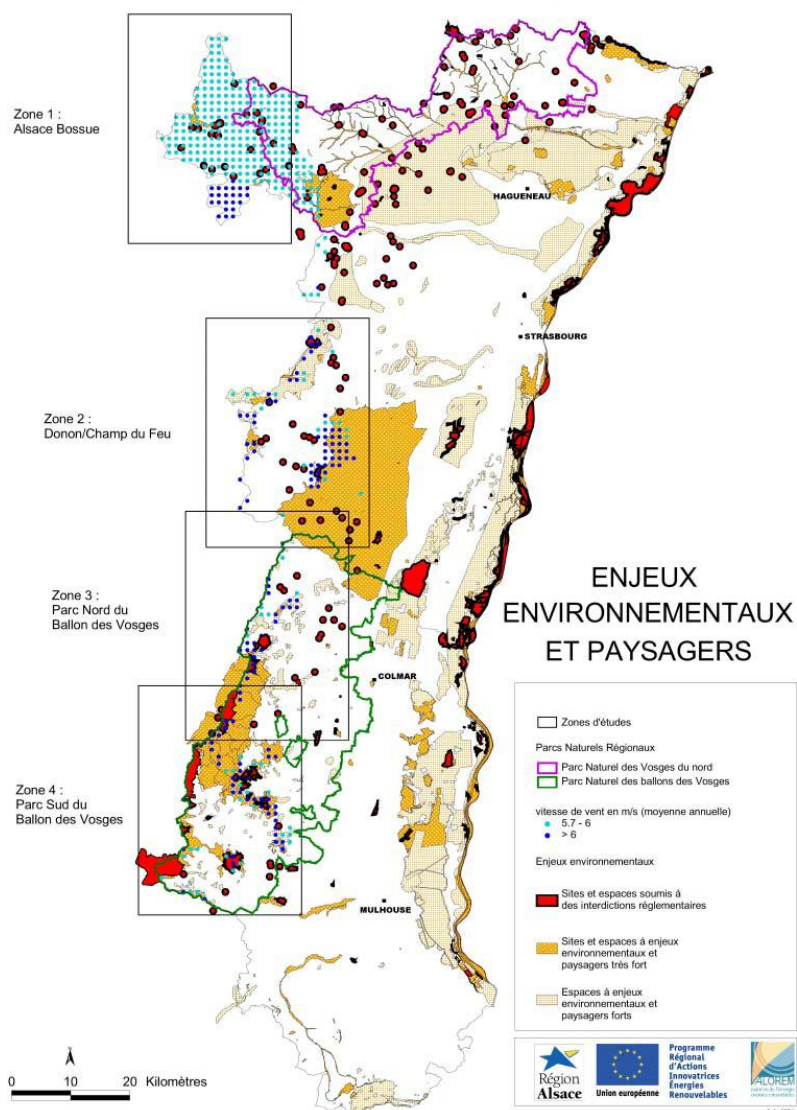 Zone 1 :
Alsace Bossue
HAGUENEAU
STRASBOURG
Zone 2 :
Donon/Champ du Feu
Zone 3 :
Parc Nord du
Ballon des Vosges
COLMAR
Zone 4 :
Parc Sud du
Ballon des Vosges
MULHOUSE
ENJEUX
ENVIRONNEMENTAUX
ET PAYSAGERS
Zones d'études
Parcs Naturels Régionaux
Parc Naturel des Vosges du nord
Parc Naturel des ballons des Vosges
vitesse de vent en m/s (moyenne annuelle)
5.7 - 6
> 6
Enjeux environnementaux
Sites et espaces soumis à
des interdictions réglementaires
Sites et espaces à enjeux
environnementaux et
paysagers très fort
Espaces à enjeux
environnementaux et
paysagers forts
0 10 20 Kilomètres
Région
Alsace
Union européenne
Programme
Régional
d'Actions
Innovatrices
Énergies
Renouvelables
VALOREM